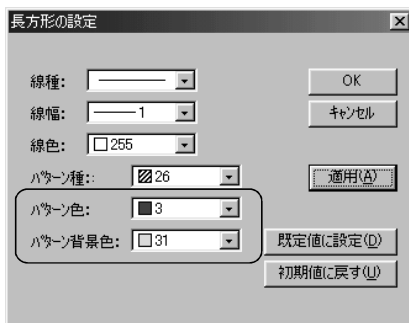 長方形の設定
線種:
OK
線幅: 1
キャンセル
線色: 255
パターン種:: 26
適用(A)
パターン色: 3
パターン背景色: 31
既定値に設定(D)
初期値に戻す(U)